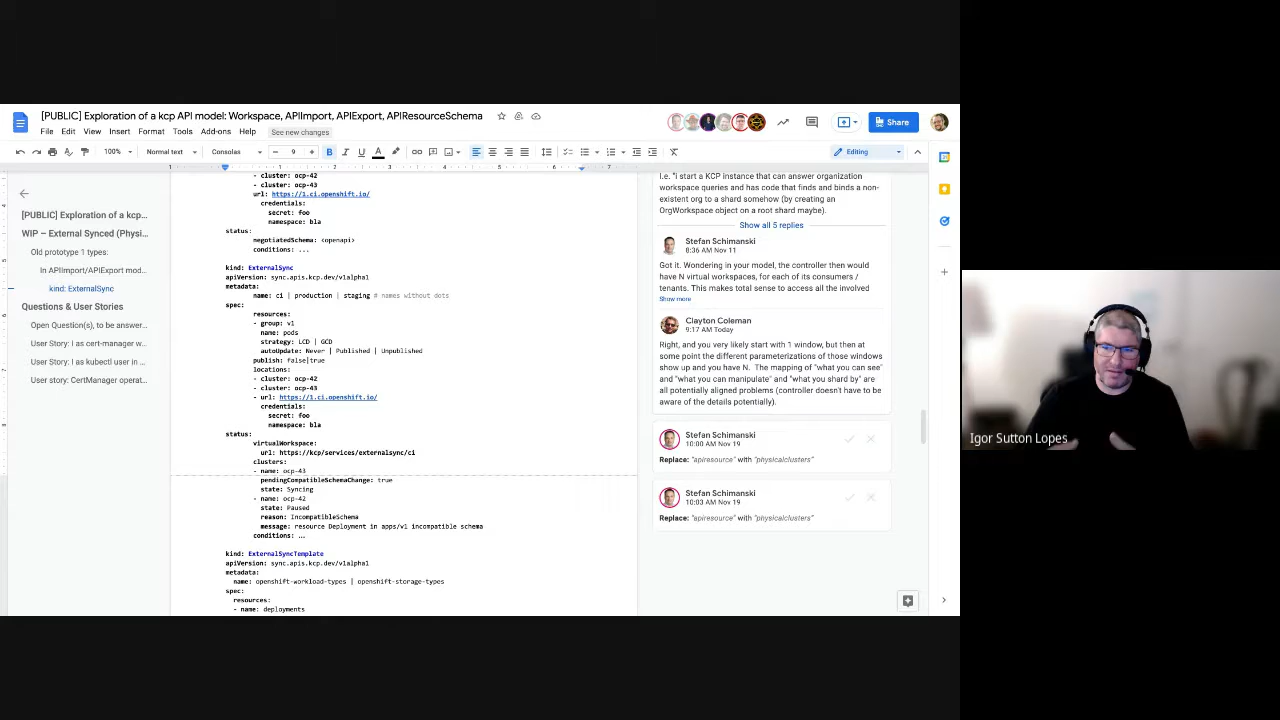 [PUBLIC] Exploration of a kcp API model: Workspace, APIImport, APIExport, APIResourceSchema
File Edit View Insert Format Tools Add-ons Help See new changes
Share
100% Normal text Consolas 9 Editing
1 1 2 3 4 5 6 7
[PUBLIC] Exploration of a kcp...
WIP – External Synced (Physi...
Old prototype 1 types:
In APIImport/APIExport mod...
kind: ExternalSync
Questions & User Stories
Open Question(s), to be answer...
User Story: I as cert-manager w...
User Story: I as kubectl user in ...
User story: CertManager operat...
- cluster: ocp-42
- cluster: ocp-43
url: https://1.ci.openshift.io/
credentials:
secret: foo
namespace: bla
status:
negotiatedSchema: <openapi>
conditions: ...
kind: ExternalSync
apiVersion: sync.apis.kcp.dev/v1alpha1
metadata:
name: ci | production | staging # names without dots
spec:
resources:
- group: v1
name: pods
strategy: LCD | GCD
autoUpdate: Never | Published | Unpublished
publish: false|true
locations:
- cluster: ocp-42
- cluster: ocp-43
- url: https://1.ci.openshift.io/
credentials:
secret: foo
namespace: bla
status:
virtualWorkspace:
url: https://kcp/services/externalsync/ci
clusters:
- name: ocp-43
pendingCompatibleSchemaChange: true
state: Syncing
- name: ocp-42
state: Paused
reason: IncompatibleSchema
message: resource Deployment in apps/v1 incompatible schema
conditions: ...
kind: ExternalSyncTemplate
apiVersion: sync.apis.kcp.dev/v1alpha1
metadata:
name: openshift-workload-types | openshift-storage-types
spec:
resources:
- name: deployments
I.e. "I start a KCP instance that can answer organization
workspace queries and has code that finds and binds a non-
existent org to a shard somehow (by creating an
OrgWorkspace object on a root shard maybe).
Show all 5 replies
Stefan Schimanski
8:36 AM Nov 11
Got it. Wondering in your model, the controller then would
have N virtual workspaces, for each of its consumers /
tenants. This makes total sense to access all the involved
Show more
Clayton Coleman
9:17 AM Today
Right, and you very likely start with 1 window, but then at
some point the different parameterizations of those windows
show up and you have N. The mapping of "what you can see"
and "what you can manipulate" and "what you shard by" are
all potentially aligned problems (controller doesn't have to be
aware of the details potentially).
Stefan Schimanski
10:00 AM Nov 19
Replace: "apiresource" with "physicalclusters"
Stefan Schimanski
10:03 AM Nov 19
Replace: "apiresource" with "physicalclusters"
Igor Sutton Lopes